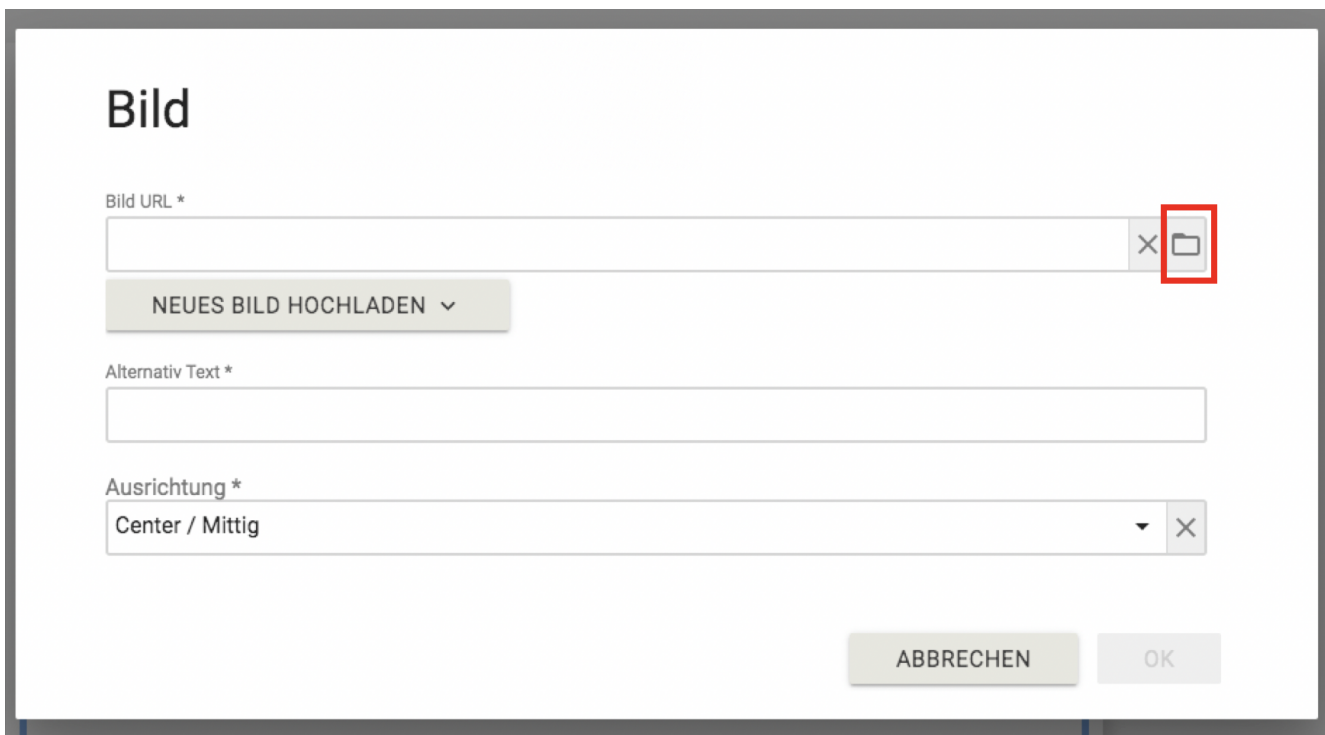 Bild
Bild URL *
NEUES BILD HOCHLADEN
Alternativ Text *
Ausrichtung *
Center / Mittig
ABBRECHEN
OK